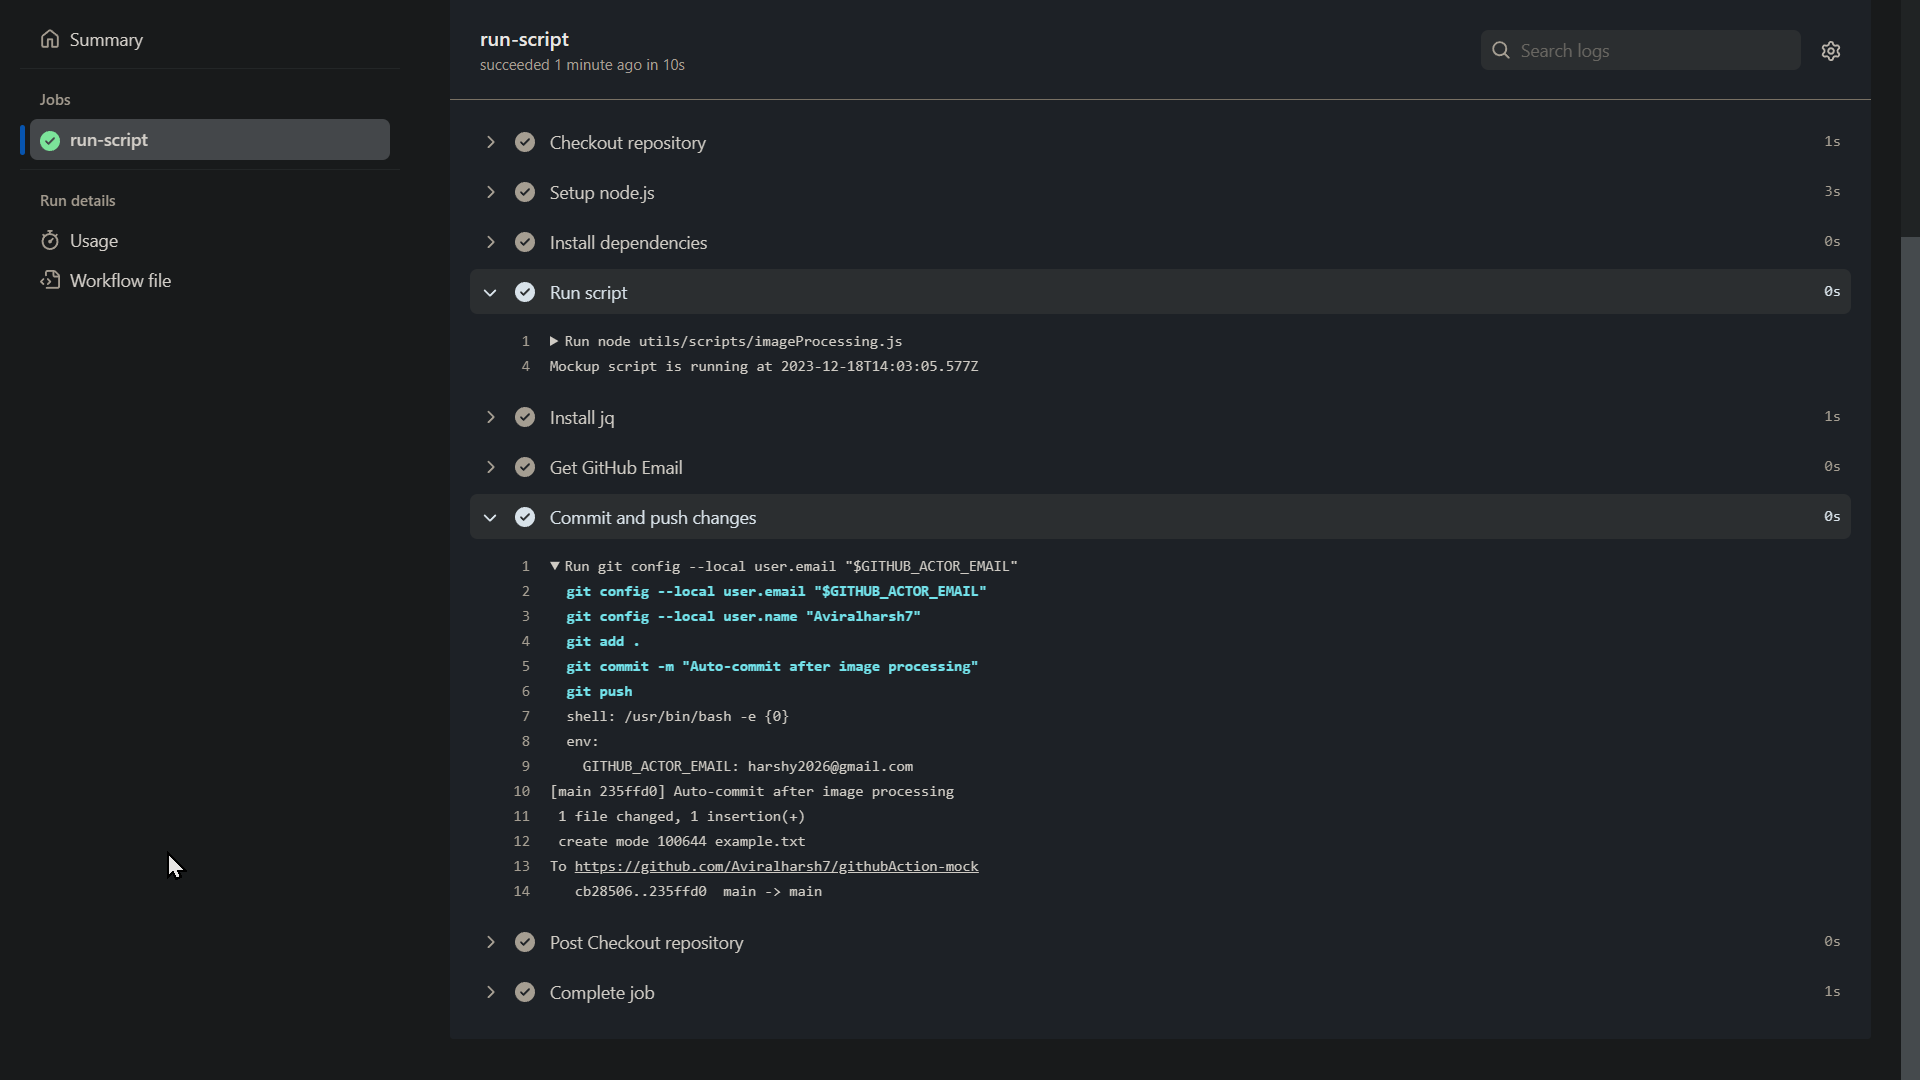 Summary
Jobs
run-script
Run details
Usage
Workflow file
run-script
succeeded 1 minute ago in 10s
Search logs
Checkout repository 1s
Setup node.js 3s
Install dependencies 0s
Run script 0s
1 Run node utils/scripts/imageProcessing.js
4 Mockup script is running at 2023-12-18T14:03:05.577Z
Install jq 1s
Get GitHub Email 0s
Commit and push changes 0s
1 Run git config --local user.email "$GITHUB_ACTOR_EMAIL"
2 git config --local user.email "$GITHUB_ACTOR_EMAIL"
3 git config --local user.name "Aviralharsh7"
4 git add .
5 git commit -m "Auto-commit after image processing"
6 git push
7 shell: /usr/bin/bash -e {0}
8 env:
9 GITHUB_ACTOR_EMAIL: harshy2026@gmail.com
10 [main 235ffd0] Auto-commit after image processing
11 1 file changed, 1 insertion(+)
12 create mode 100644 example.txt
13 To https://github.com/Aviralharsh7/githubAction-mock
14 cb28506..235ffd0 main -> main
Post Checkout repository 0s
Complete job 1s